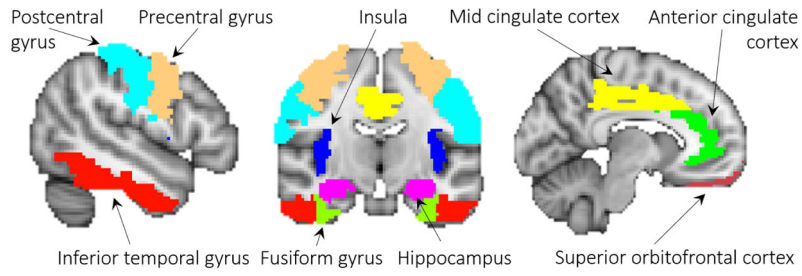 Postcentral
gyrus
Precentral gyrus
Insula
Mid cingulate cortex
Anterior cingulate
cortex
Inferior temporal gyrus
Fusiform gyrus
Hippocampus
Superior orbitofrontal cortex